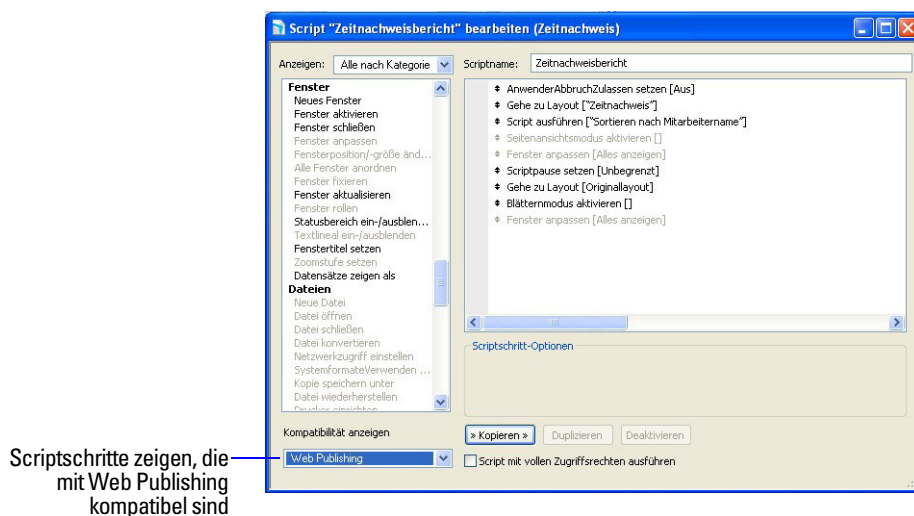 Script "Zeitnachweisbericht" bearbeiten (Zeitnachweis)
Anzeigen: Alle nach Kategorie
Scriptname: Zeitnachweisbericht
Fenster
Neues Fenster
Fenster aktivieren
Fenster schließen
Fenster anpassen
Fensterposition/-größe änd...
Alle Fenster anordnen
Fenster fixieren
Fenster aktualisieren
Fenster rollen
Statusbereich ein-/ausblen...
Textlineal ein-/ausblenden
Fenstertitel setzen
Zoomstufe setzen
Datensätze zeigen als
Dateien
Neue Datei
Datei öffnen
Datei schließen
Datei konvertieren
Netzwerkzugriff einstellen
SystemformateVerwenden ...
Kopie speichern unter
Datei wiederherstellen
Drucker einrichten
AnwenderAbbruchZulassen setzen [Aus]
Gehe zu Layout ["Zeitnachweis"]
Script ausführen ["Sortieren nach Mitarbeitername"]
Seitenansichtsmodus aktivieren []
Fenster anpassen [Alles anzeigen]
Scriptpause setzen [Unbegrenzt]
Gehe zu Layout [Originallayout]
Blätternmodus aktivieren []
Fenster anpassen [Alles anzeigen]
Scriptschritt-Optionen
Kompatibilität anzeigen
Web Publishing
» Kopieren »
Duplizieren
Deaktivieren
Script mit vollen Zugriffsrechten ausführen
Scriptschritte zeigen, die
mit Web Publishing
kompatibel sind